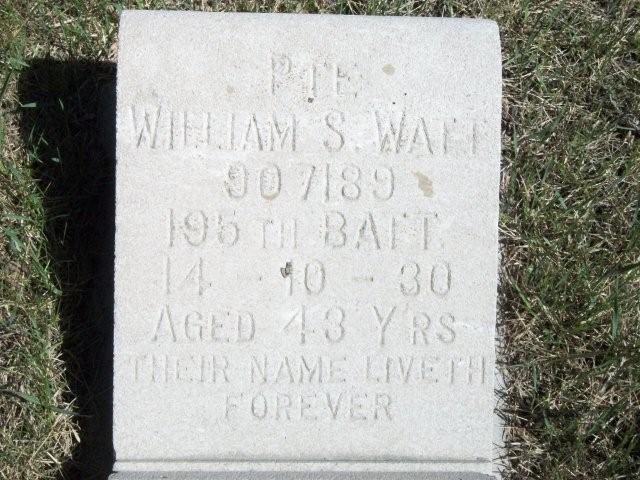 PTE
WILLIAM S. WATT
907189
195TH BATT.
14 - 10 - 30
AGED 43 YRS
THEIR NAME LIVETH
FOREVER